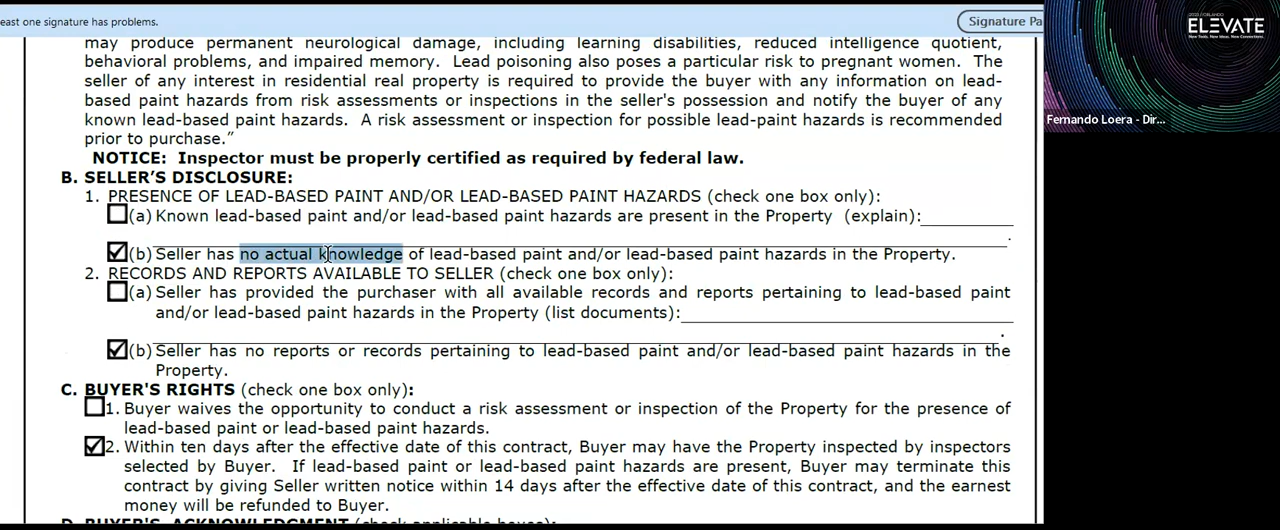 east one signature has problems.
Signature Pa
may produce permanent neurological damage, including learning disabilities, reduced intelligence quotient,
behavioral problems, and impaired memory. Lead poisoning also poses a particular risk to pregnant women. The
seller of any interest in residential real property is required to provide the buyer with any information on lead-
based paint hazards from risk assessments or inspections in the seller's possession and notify the buyer of any
known lead-based paint hazards. A risk assessment or inspection for possible lead-paint hazards is recommended
prior to purchase.”
NOTICE: Inspector must be properly certified as required by federal law.
B. SELLER’S DISCLOSURE:
1. PRESENCE OF LEAD-BASED PAINT AND/OR LEAD-BASED PAINT HAZARDS (check one box only):
(a) Known lead-based paint and/or lead-based paint hazards are present in the Property (explain):
.
(b) Seller has no actual knowledge of lead-based paint and/or lead-based paint hazards in the Property.
2. RECORDS AND REPORTS AVAILABLE TO SELLER (check one box only):
(a) Seller has provided the purchaser with all available records and reports pertaining to lead-based paint
and/or lead-based paint hazards in the Property (list documents):
.
(b) Seller has no reports or records pertaining to lead-based paint and/or lead-based paint hazards in the
Property.
C. BUYER'S RIGHTS (check one box only):
1. Buyer waives the opportunity to conduct a risk assessment or inspection of the Property for the presence of
lead-based paint or lead-based paint hazards.
2. Within ten days after the effective date of this contract, Buyer may have the Property inspected by inspectors
selected by Buyer. If lead-based paint or lead-based paint hazards are present, Buyer may terminate this
contract by giving Seller written notice within 14 days after the effective date of this contract, and the earnest
money will be refunded to Buyer.
D. BUYER'S ACKNOWLEDGMENT (check applicable boxes):
ELEVATE
Fernando Loera - Dir...